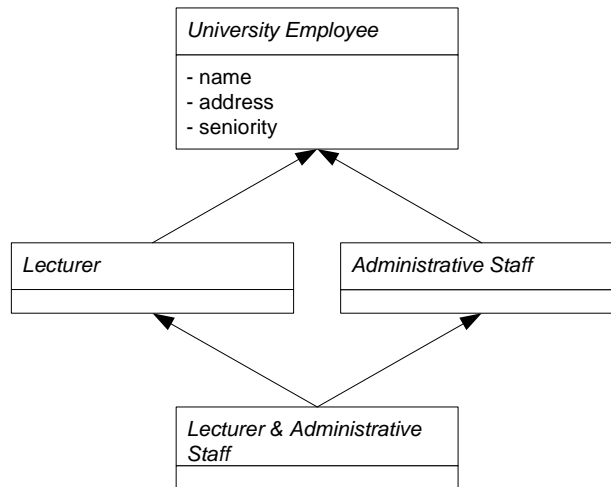 University Employee
- name
- address
- seniority
Lecturer
Administrative Staff
Lecturer & Administrative
Staff